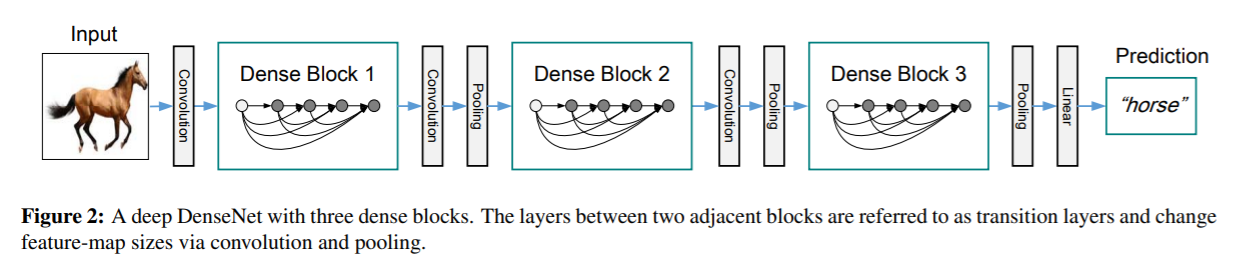 Input
Convolution
Dense Block 1
Convolution
Pooling
Dense Block 2
Convolution
Pooling
Dense Block 3
Pooling
Linear
Prediction
“horse”
Figure 2: A deep DenseNet with three dense blocks. The layers between two adjacent blocks are referred to as transition layers and change
feature-map sizes via convolution and pooling.